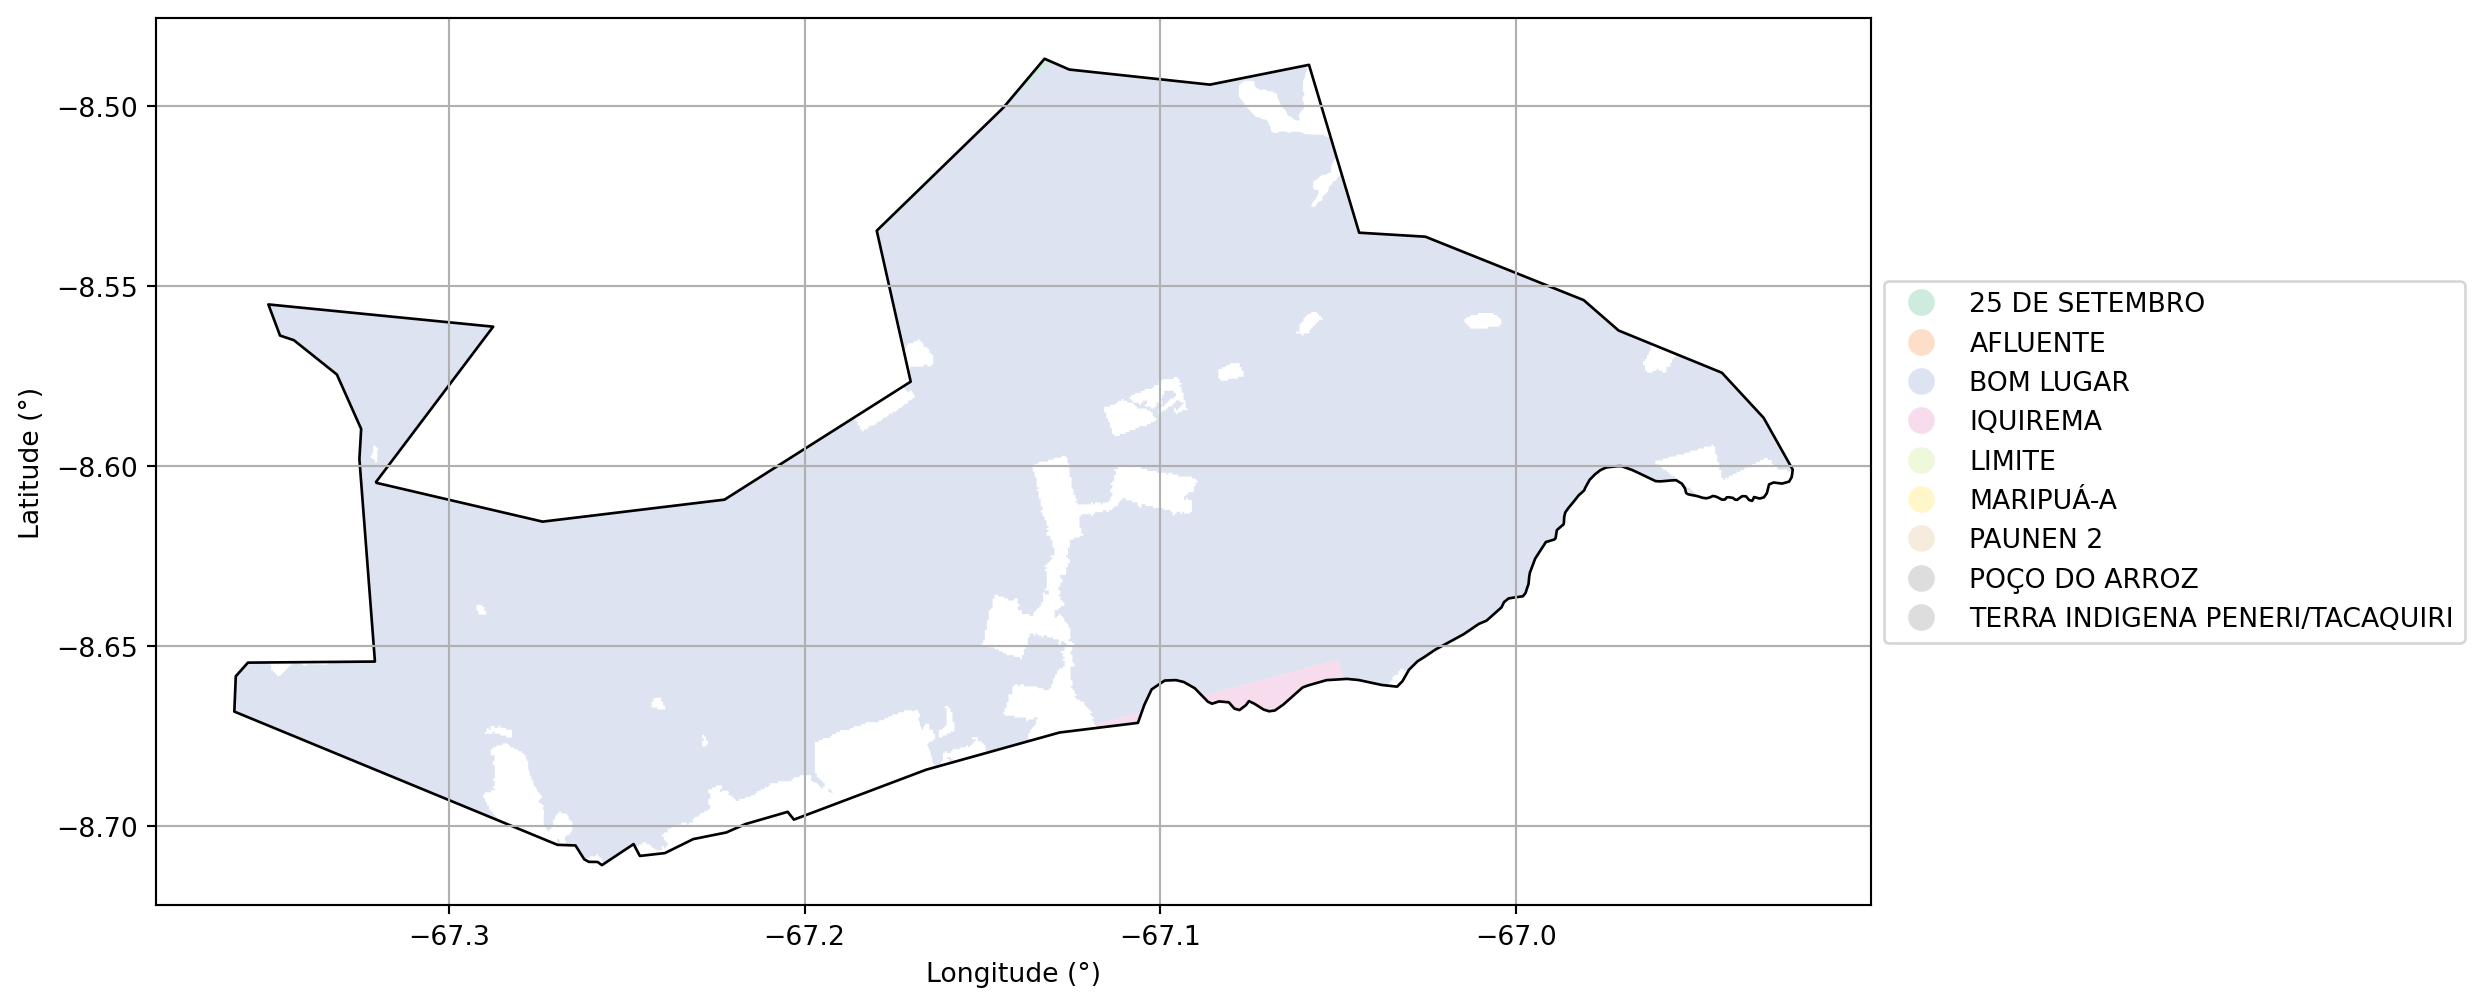 −8.50
−8.55
−8.60
−8.65
−8.70
Latitude (°)
−67.3
−67.2
−67.1
−67.0
Longitude (°)
25 DE SETEMBRO
AFLUENTE
BOM LUGAR
IQUIREMA
LIMITE
MARIPUÁ-A
PAUNEN 2
POÇO DO ARROZ
TERRA INDIGENA PENERI/TACAQUIRI